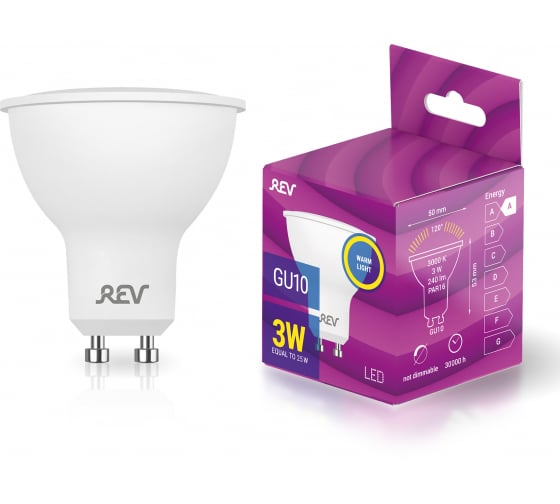 REV
REV
GU10
3W
EQUAL TO 25W
WARM
LIGHT
LED
50 mm
120°
3000 K
3 W
240 lm
PAR16
GU10
53 mm
not dimmable
30000 h
Energy
A A
B
C
D
E
F
G